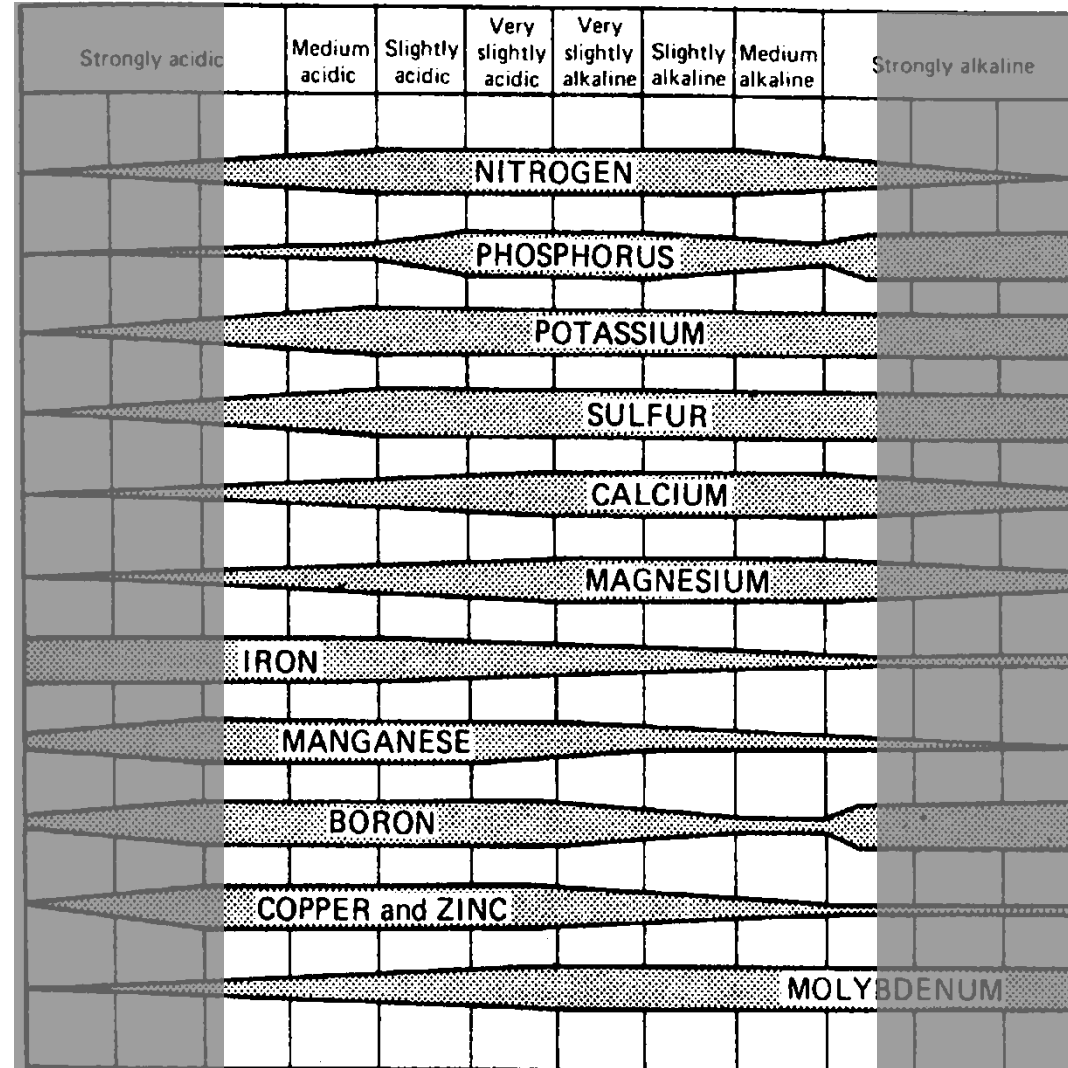 Strongly acidic
Medium
acidic
Slightly
acidic
Very
slightly
acidic
Very
slightly
alkaline
Slightly
alkaline
Medium
alkaline
Strongly alkaline
NITROGEN
PHOSPHORUS
POTASSIUM
SULFUR
CALCIUM
MAGNESIUM
IRON
MANGANESE
BORON
COPPER and ZINC
MOLYBDENUM